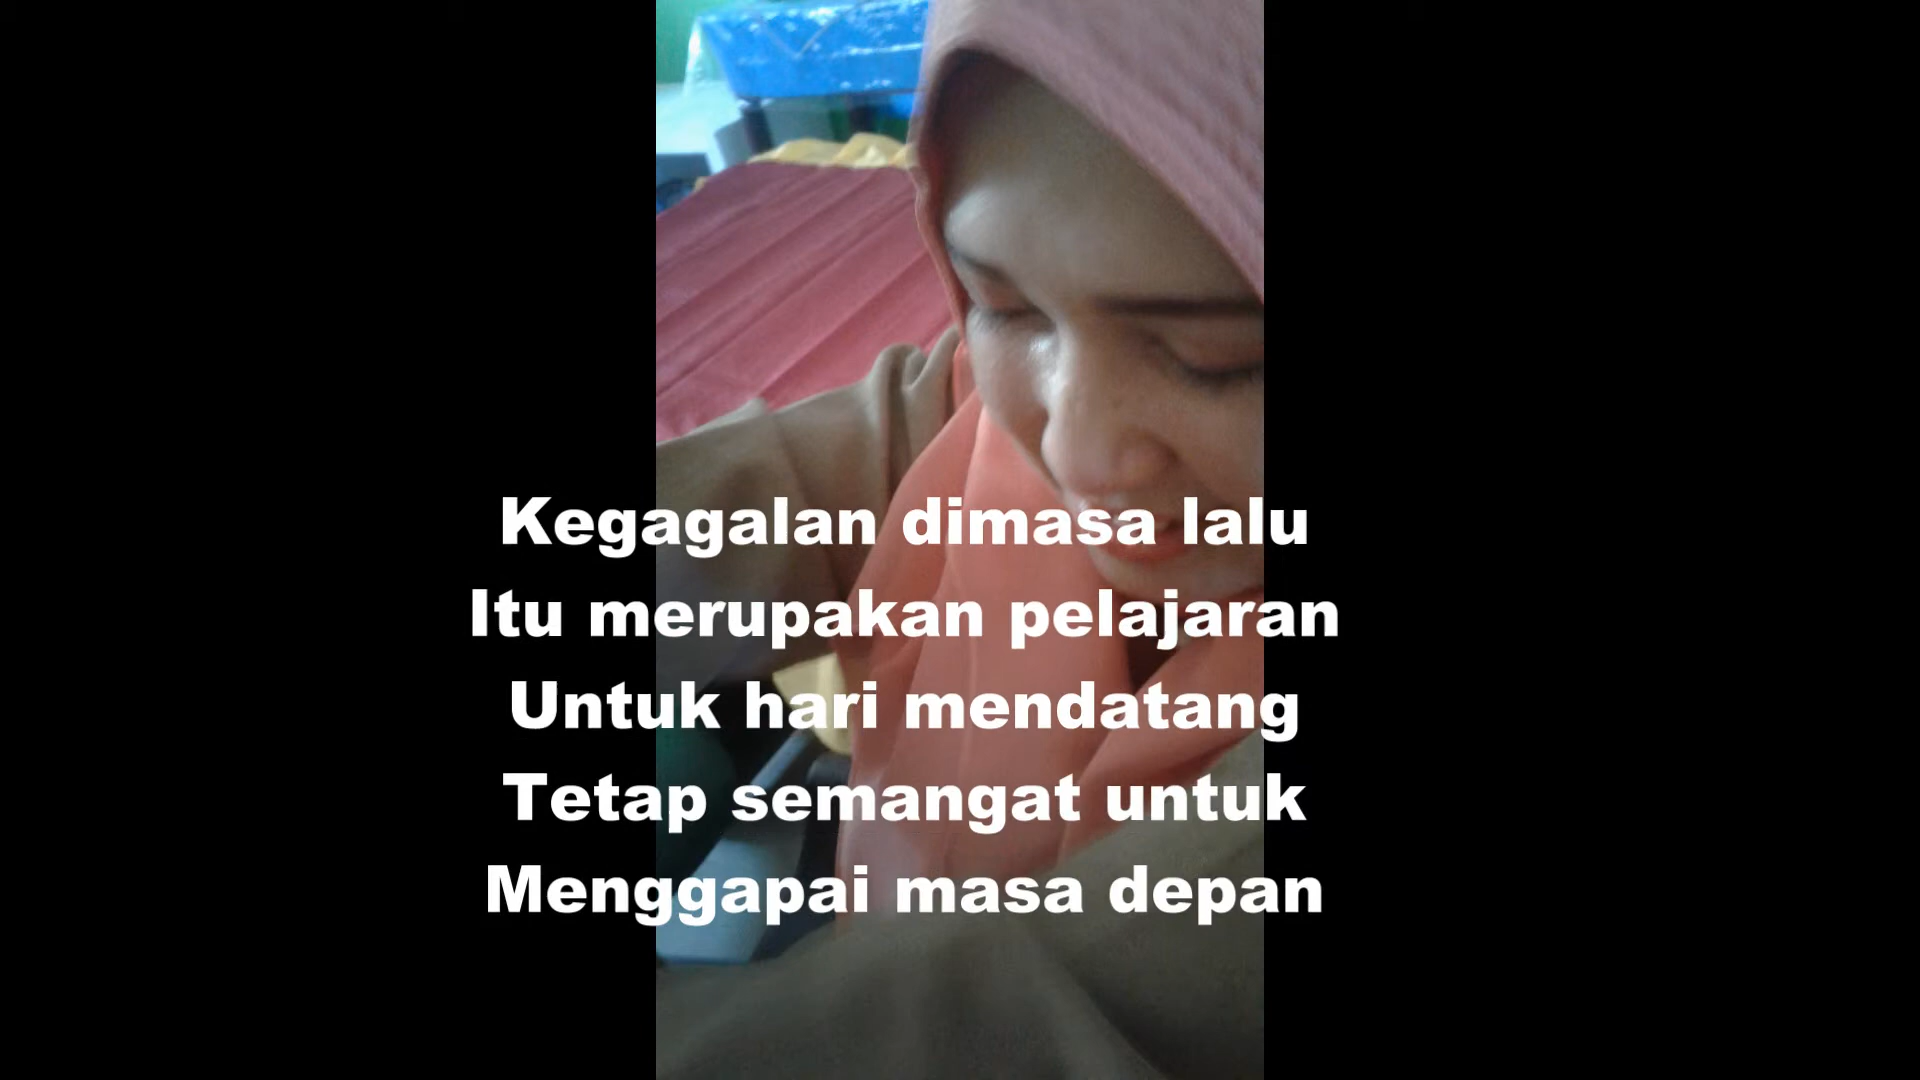 Kegagalan dimasa lalu
Itu merupakan pelajaran
Untuk hari mendatang
Tetap semangat untuk
Menggapai masa depan